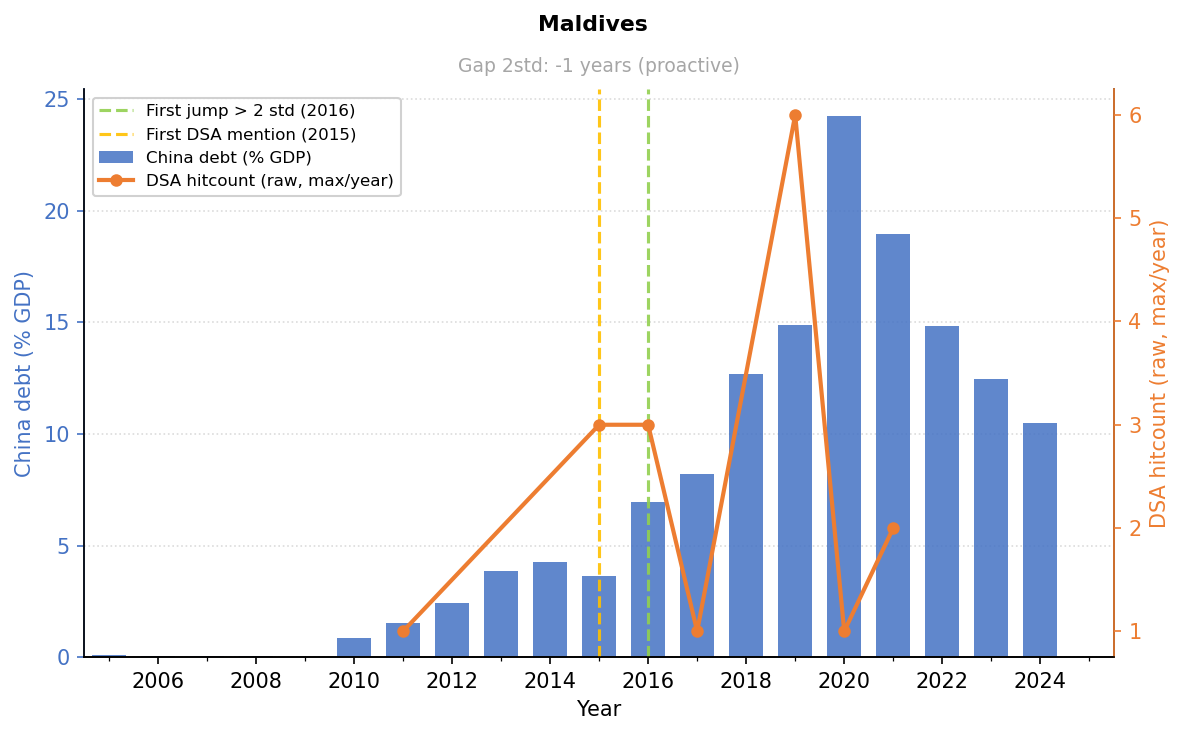 Maldives
Gap 2std: -1 years (proactive)
First jump > 2 std (2016)
First DSA mention (2015)
China debt (% GDP)
DSA hitcount (raw, max/year)
China debt (% GDP)
25
20
15
10
5
0
DSA hitcount (raw, max/year)
6
5
4
3
2
1
2006 2008 2010 2012 2014 2016 2018 2020 2022 2024
Year